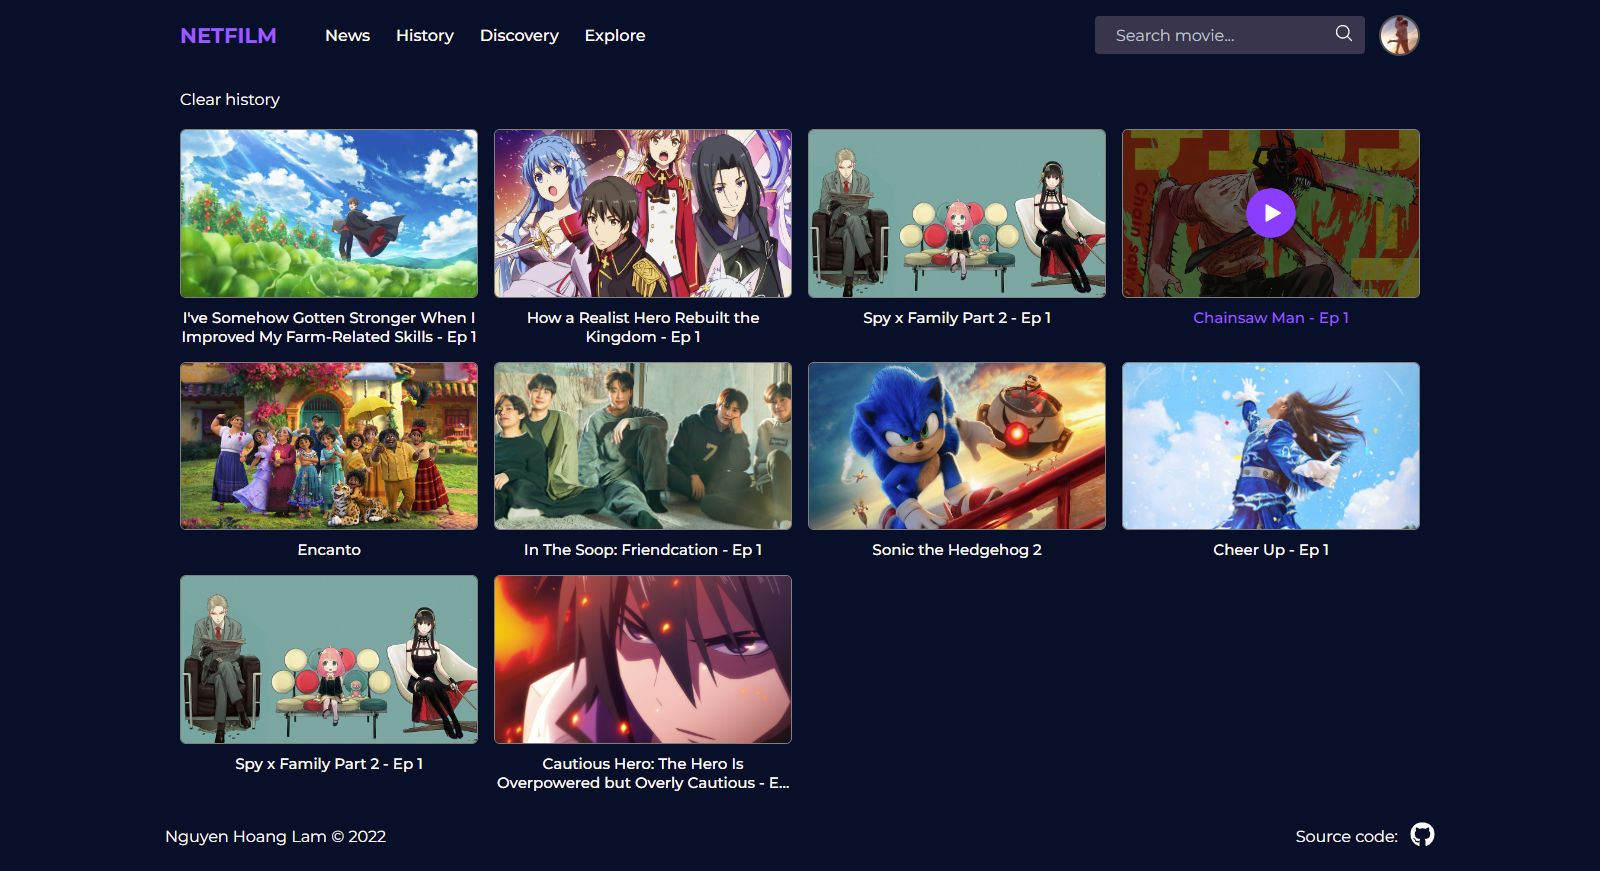 NETFILM News History Discovery Explore Search movie...
Clear history
I've Somehow Gotten Stronger When I
Improved My Farm-Related Skills - Ep 1
How a Realist Hero Rebuilt the
Kingdom - Ep 1
Spy x Family Part 2 - Ep 1
Chainsaw Man - Ep 1
7
Encanto
In The Soop: Friendcation - Ep 1
Sonic the Hedgehog 2
Cheer Up - Ep 1
Spy x Family Part 2 - Ep 1
Cautious Hero: The Hero Is
Overpowered but Overly Cautious - E...
Nguyen Hoang Lam © 2022
Source code: